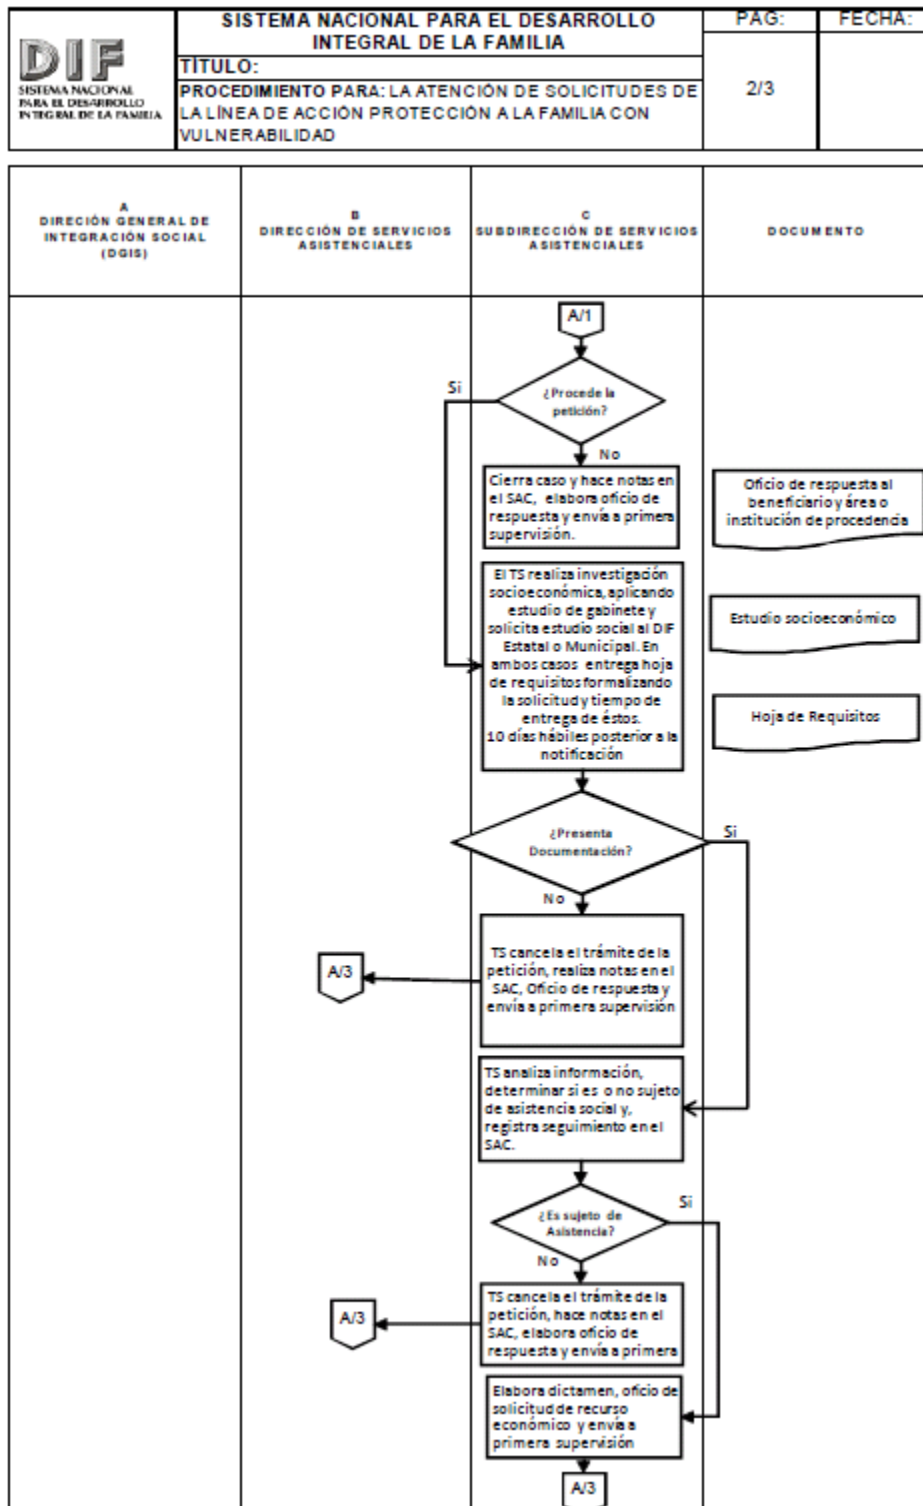 DIF
SISTEMA NACIONAL
PARA EL DESARROLLO
INTEGRAL DE LA FAMILIA
SISTEMA NACIONAL PARA EL DESARROLLO
INTEGRAL DE LA FAMILIA
TÍTULO:
PROCEDIMIENTO PARA: LA ATENCIÓN DE SOLICITUDES DE
LA LÍNEA DE ACCIÓN PROTECCIÓN A LA FAMILIA CON
VULNERABILIDAD
PAG:
2/3
FECHA:
A
DIRECIÓN GENERAL DE
INTEGRACIÓN SOCIAL
(DGIS)
B
DIRECCIÓN DE SERVICIOS
ASISTENCIALES
C
SUBDIRECCIÓN DE SERVICIOS
ASISTENCIALES
DOCUMENTO
A/1
¿Procede la
petición?
Si
No
Cierra caso y hace notas en
el SAC, elabora oficio de
respuesta y envía a primera
supervisión.
Oficio de respuesta al
beneficiario y área o
institución de procedencia
El TS realiza investigación
socioeconómica, aplicando
estudio de gabinete y
solicita estudio social al DIF
Estatal o Municipal. En
ambos casos entrega hoja
de requisitos formalizando
la solicitud y tiempo de
entrega de éstos.
10 días hábiles posterior a la
notificación
Estudio socioeconómico
Hoja de Requisitos
¿Presenta
Documentación?
Si
No
TS cancela el trámite de la
petición, realiza notas en el
SAC, Oficio de respuesta y
envía a primera supervisión
A/3
TS analiza información,
determinar si es o no sujeto
de asistencia social y,
registra seguimiento en el
SAC.
¿Es sujeto de
Asistencia?
Si
No
TS cancela el trámite de la
petición, hace notas en el
SAC, elabora oficio de
respuesta y envía a primera
A/3
Elabora dictamen, oficio de
solicitud de recurso
económico y envía a
primera supervisión
A/3